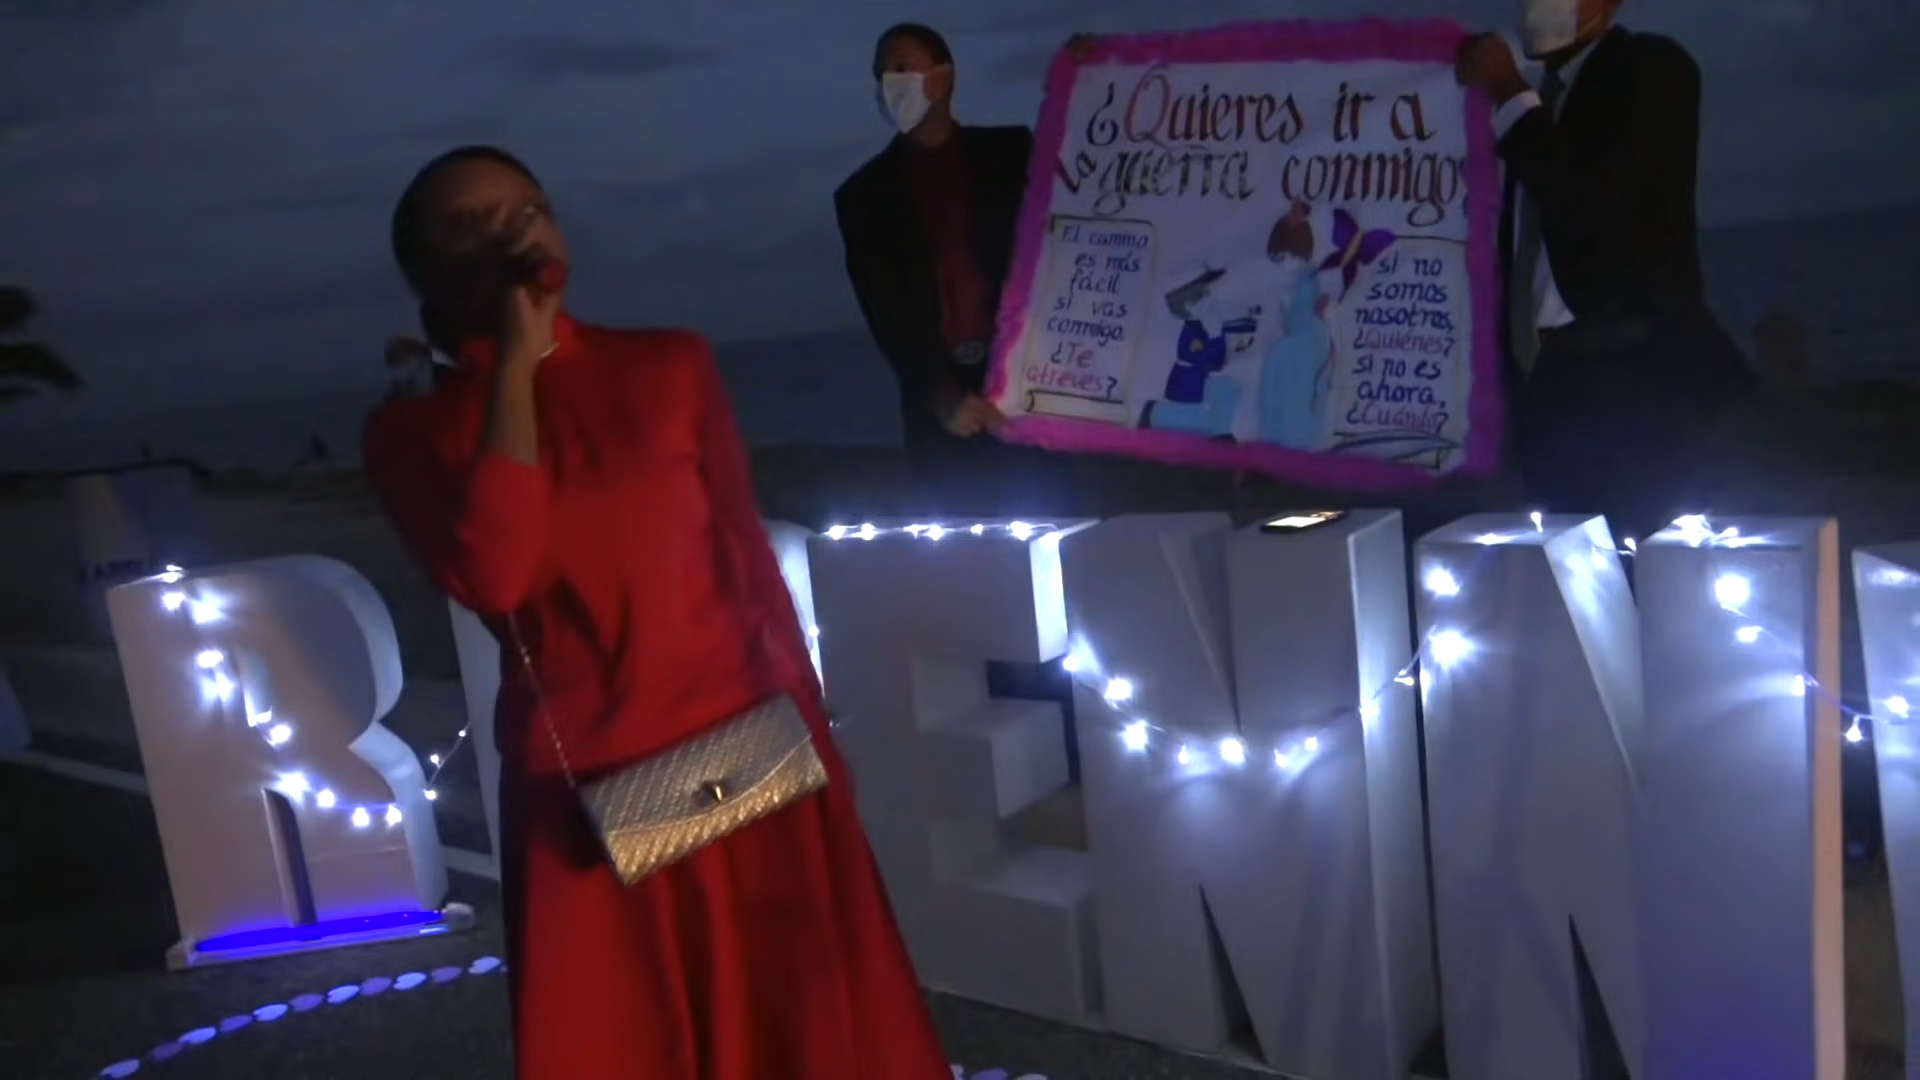 ¿Quieres ir a
la guerra conmigo?
El camino
es más
fácil
si vas
conmigo.
¿Te
atreves?
si no
somos
nosotros,
¿Quiénes?
si no es
ahora,
¿Cuándo?